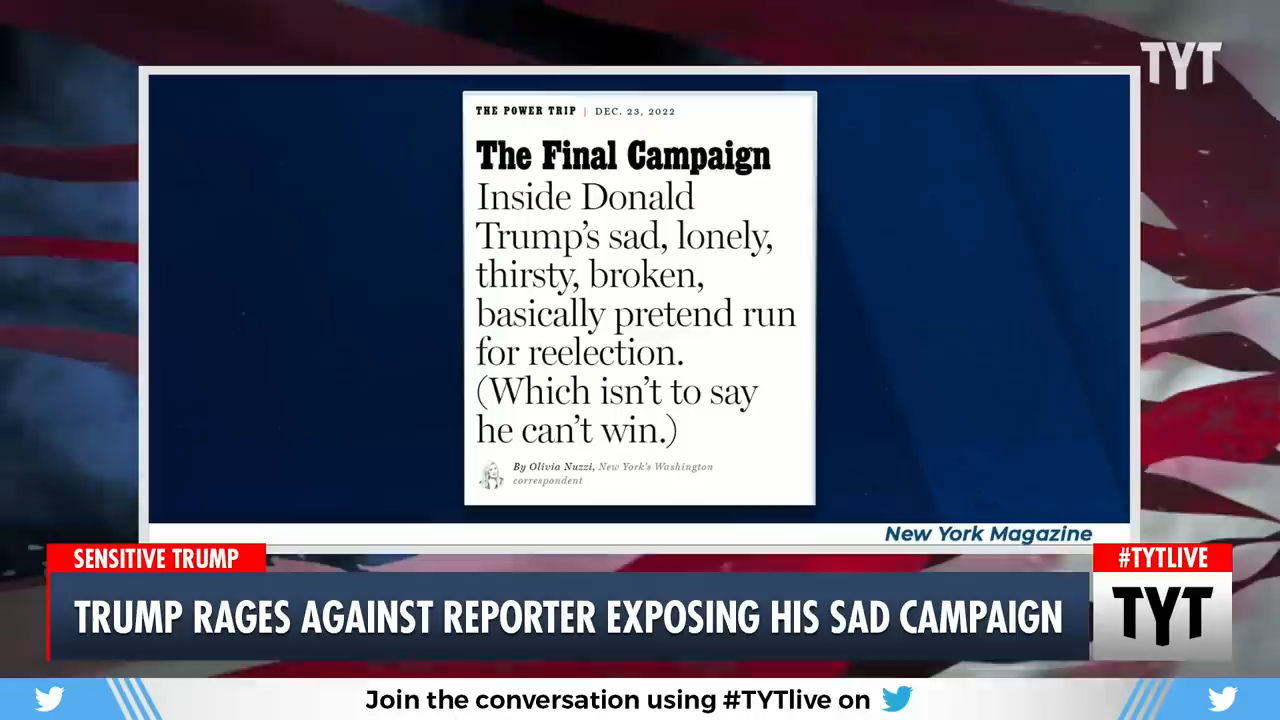 TYT
THE POWER TRIP | DEC. 23, 2022
The Final Campaign
Inside Donald
Trump's sad, lonely,
thirsty, broken,
basically pretend run
for reelection.
(Which isn't to say
he can't win.)
By Olivia Nuzzi, New York's Washington
correspondent
New York Magazine
SENSITIVE TRUMP
#TYTLIVE
TRUMP RAGES AGAINST REPORTER EXPOSING HIS SAD CAMPAIGN
TYT
Join the conversation using #TYTlive on